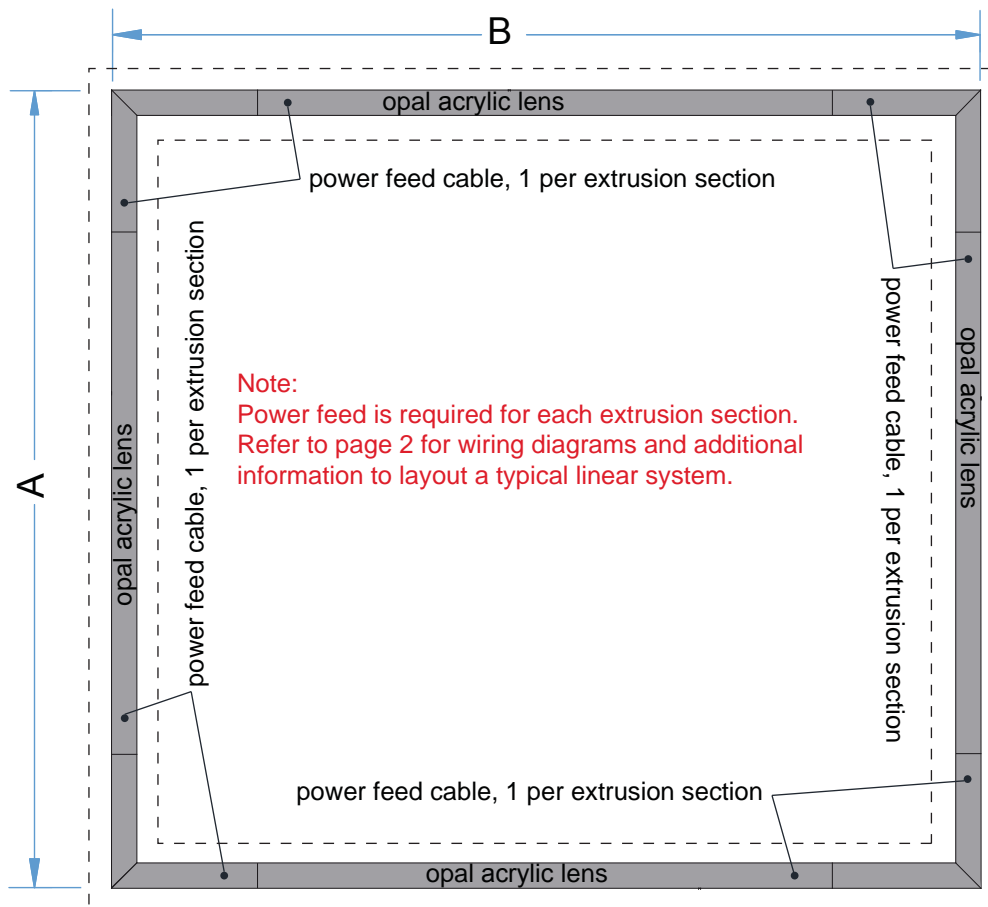 B
opal acrylic lens
power feed cable, 1 per extrusion section
power feed cable, 1 per extrusion section
power feed cable, 1 per extrusion section
opal acrylic lens
Note:
Power feed is required for each extrusion section.
Refer to page 2 for wiring diagrams and additional
information to layout a typical linear system.
A
opal acrylic lens
power feed cable, 1 per extrusion section
opal acrylic lens